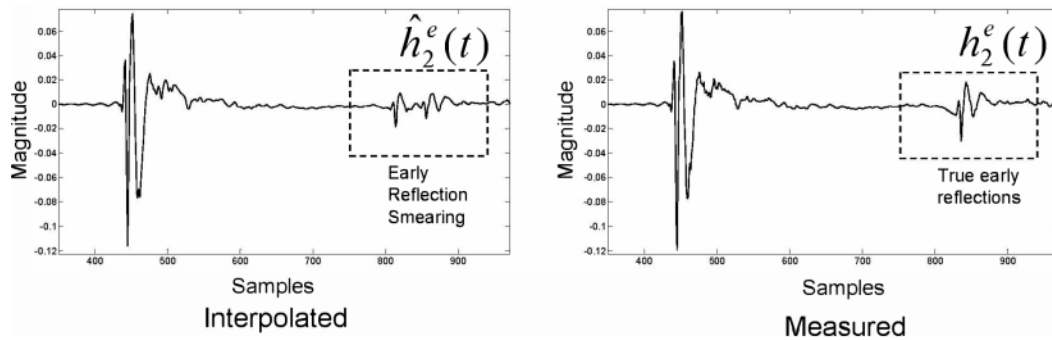 0.06
0.04
0.02
0
-0.02
-0.04
-0.06
-0.08
-0.1
-0.12
Magnitude
ĥ₂ᵉ(t)
Early
Reflection
Smearing
400 500 600 700 800 900
Samples
Interpolated
0.06
0.04
0.02
0
-0.02
-0.04
-0.06
-0.08
-0.1
-0.12
Magnitude
h₂ᵉ(t)
True early
reflections
400 500 600 700 800 900
Samples
Measured